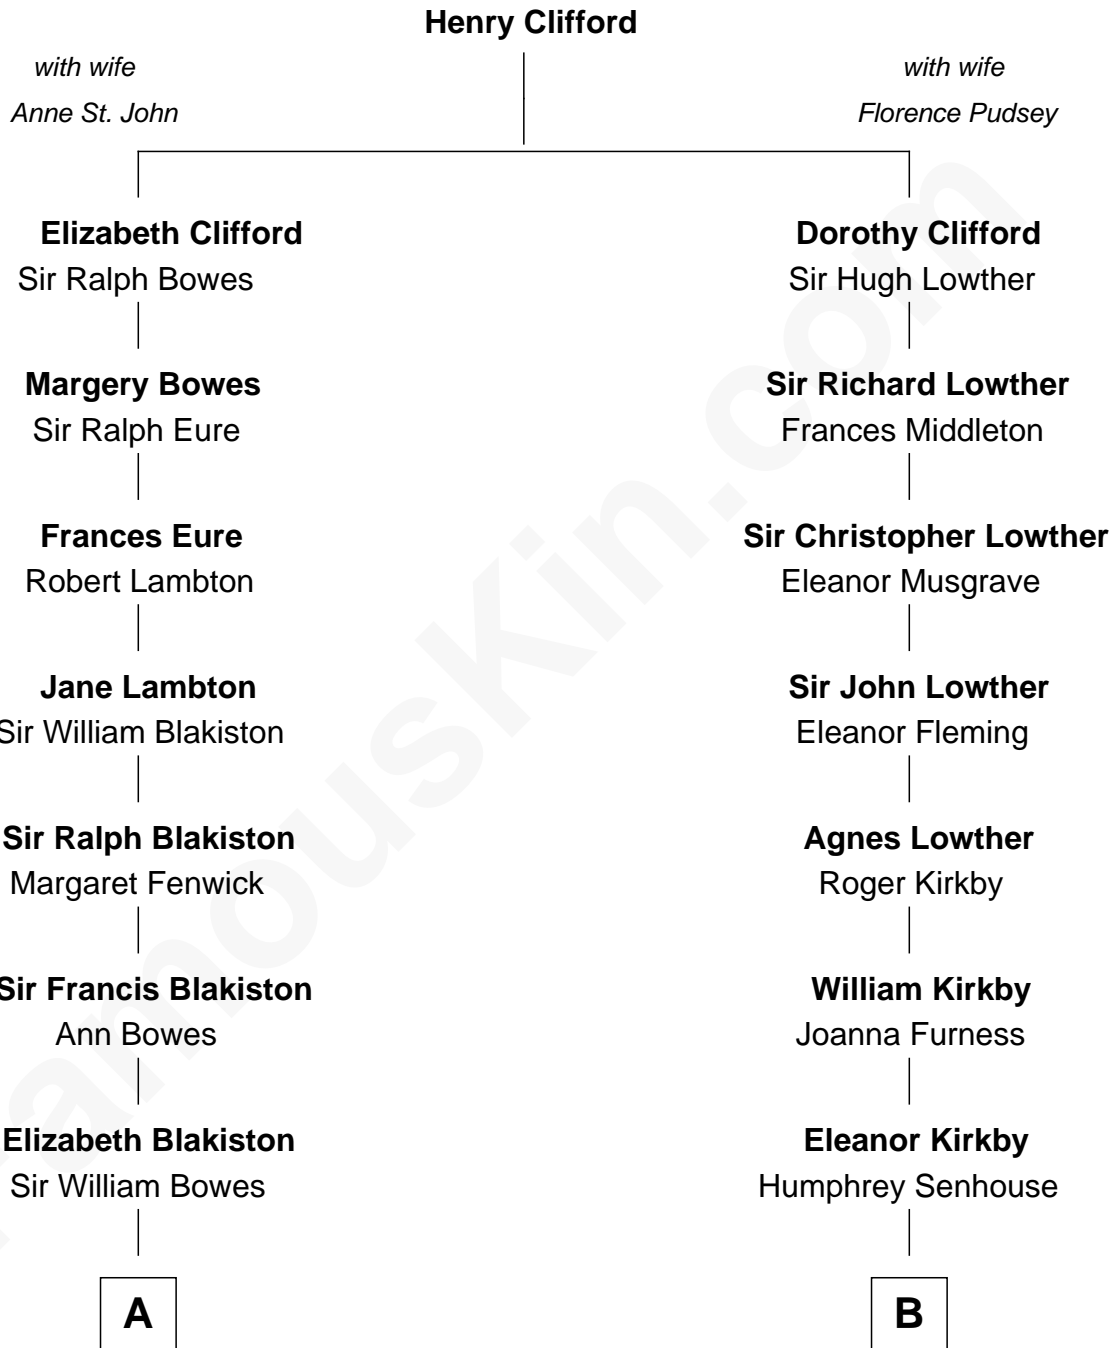 Henry Clifford
with wife
Anne St. John
with wife
Florence Pudsey
Elizabeth Clifford
Sir Ralph Bowes
Dorothy Clifford
Sir Hugh Lowther
Margery Bowes
Sir Ralph Eure
Sir Richard Lowther
Frances Middleton
Frances Eure
Robert Lambton
Sir Christopher Lowther
Eleanor Musgrave
Jane Lambton
Sir William Blakiston
Sir John Lowther
Eleanor Fleming
Sir Ralph Blakiston
Margaret Fenwick
Agnes Lowther
Roger Kirkby
Sir Francis Blakiston
Ann Bowes
William Kirkby
Joanna Furness
Elizabeth Blakiston
Sir William Bowes
Eleanor Kirkby
Humphrey Senhouse
A
B
FamousKin.com